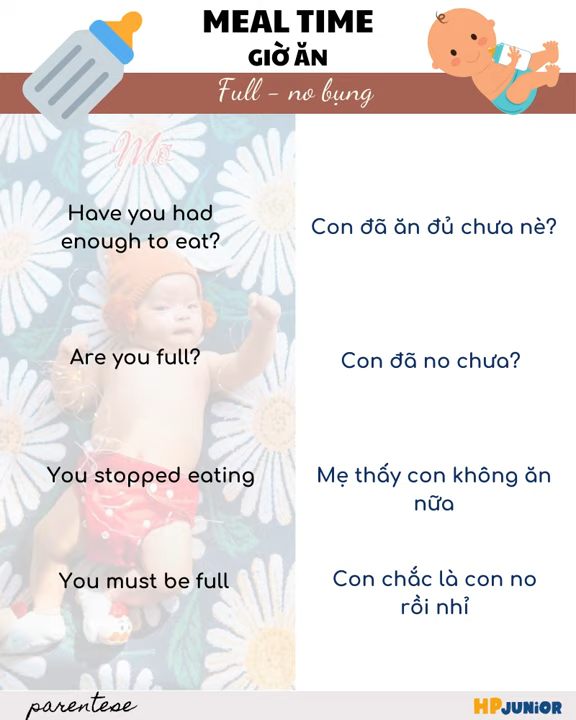 MEAL TIME
GIỜ ĂN
Full - no bụng
Mỡ
Have you had
enough to eat?
Con đã ăn đủ chưa nè?
Are you full?
Con đã no chưa?
You stopped eating
Mẹ thấy con không ăn
nữa
You must be full
Con chắc là con no
rồi nhỉ
parentese
HPJUNiOR